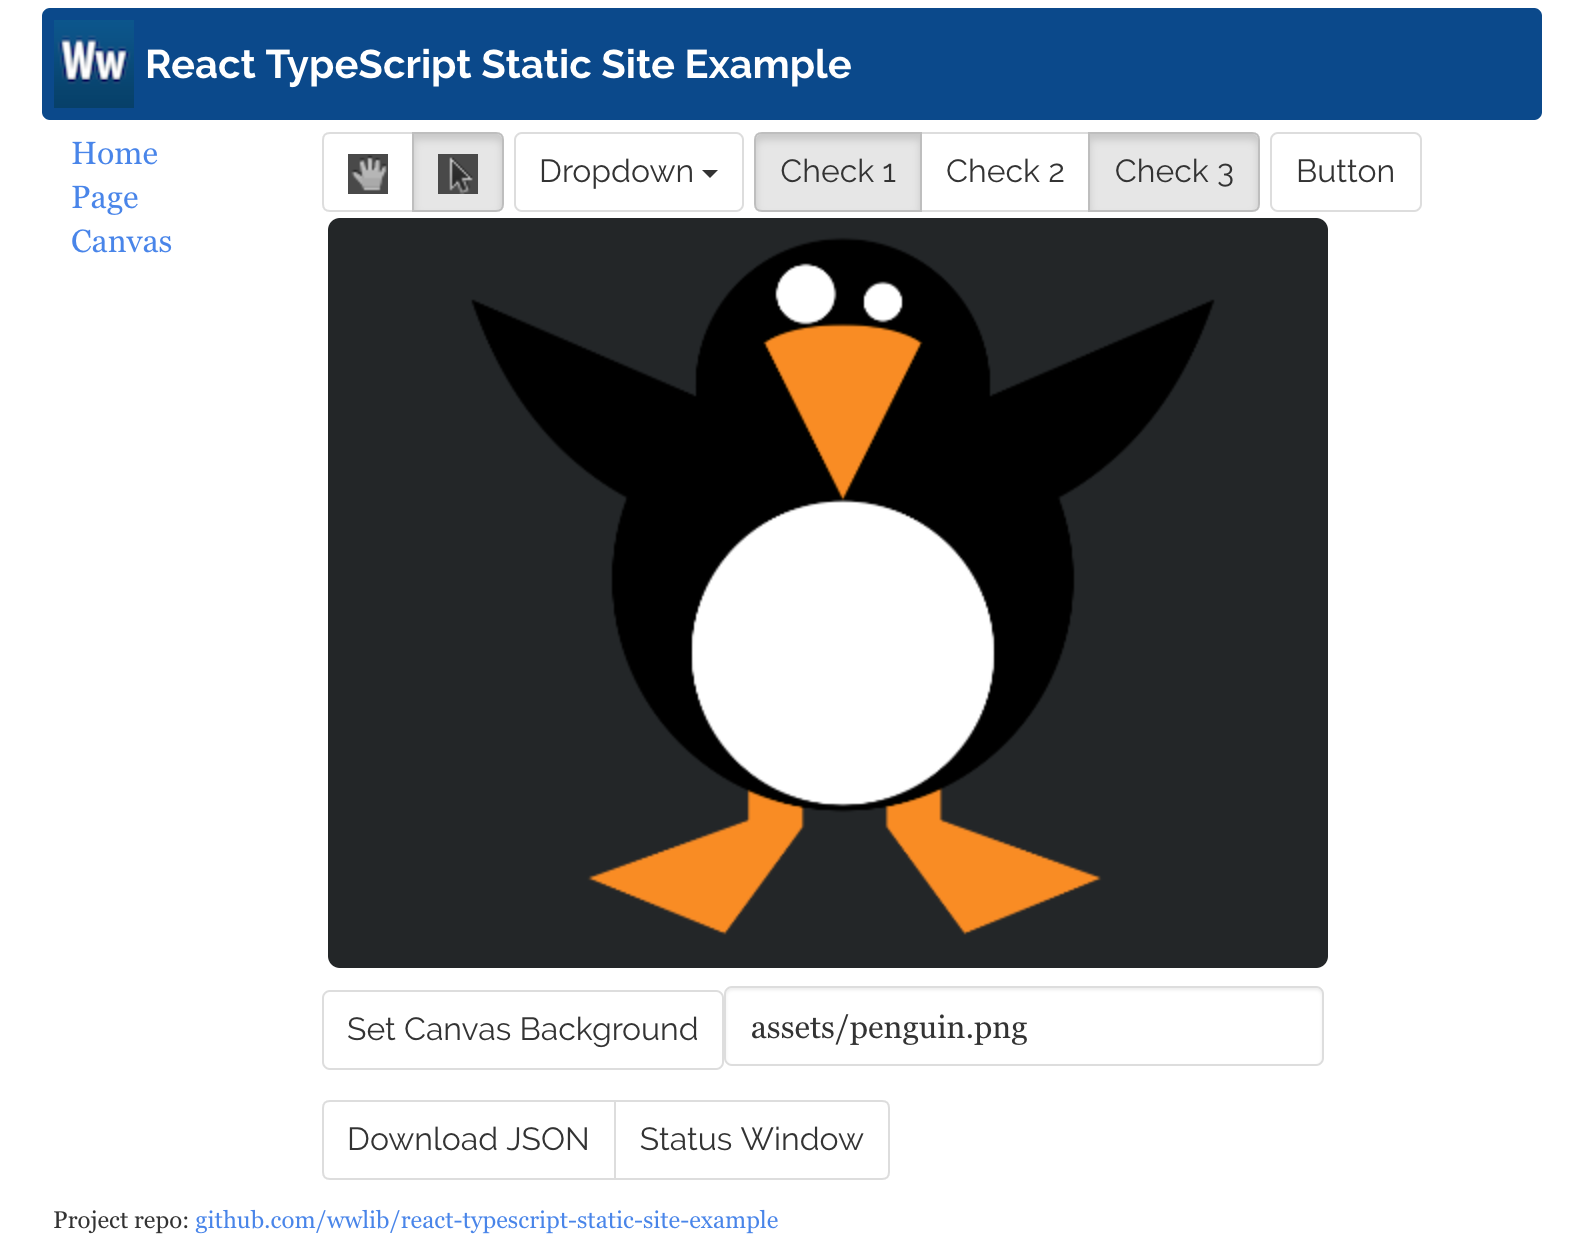 Ww React TypeScript Static Site Example
Home
Page
Canvas
Dropdown Check 1 Check 2 Check 3 Button
Set Canvas Background assets/penguin.png
Download JSON Status Window
Project repo: github.com/wwlib/react-typescript-static-site-example